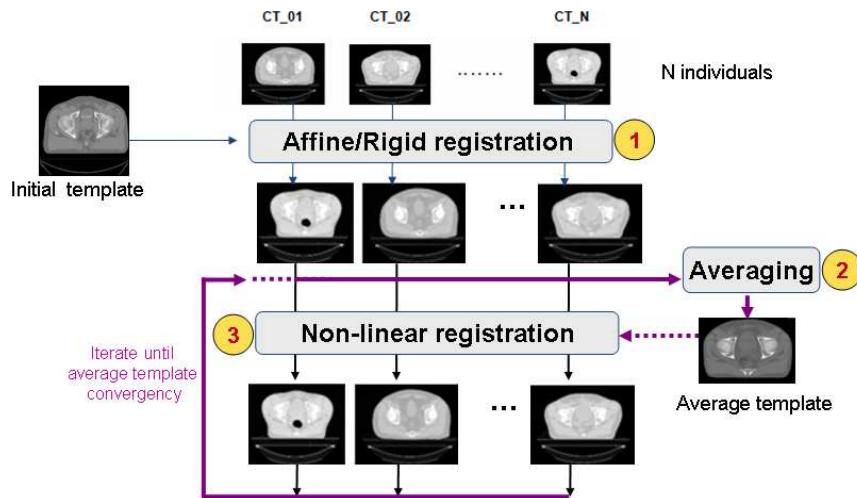 CT_01 CT_02 CT_N
.......
N individuals
Affine/Rigid registration 1
Initial template
...
Averaging 2
3 Non-linear registration
Iterate until
average template
convergency
Average template
...